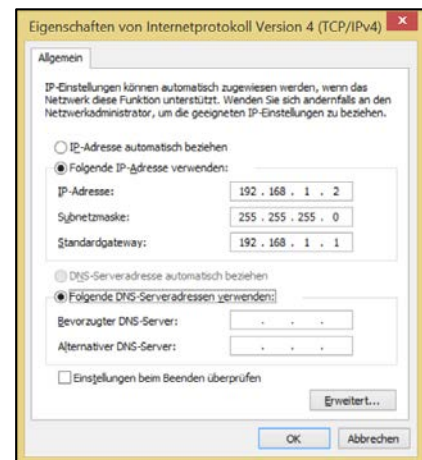 Eigenschaften von Internetprotokoll Version 4 (TCP/IPv4)
Allgemein
IP-Einstellungen können automatisch zugewiesen werden, wenn das
Netzwerk diese Funktion unterstützt. Wenden Sie sich andernfalls an den
Netzwerkadministrator, um die geeigneten IP-Einstellungen zu beziehen.
IP-Adresse automatisch beziehen
Folgende IP-Adresse verwenden:
IP-Adresse: 192 . 168 . 1 . 2
Subnetzmaske: 255 . 255 . 255 . 0
Standardgateway: 192 . 168 . 1 . 1
DNS-Serveradresse automatisch beziehen
Folgende DNS-Serveradressen verwenden:
Bevorzugter DNS-Server: . . .
Alternativer DNS-Server: . . .
Einstellungen beim Beenden überprüfen
Erweitert...
OK Abbrechen